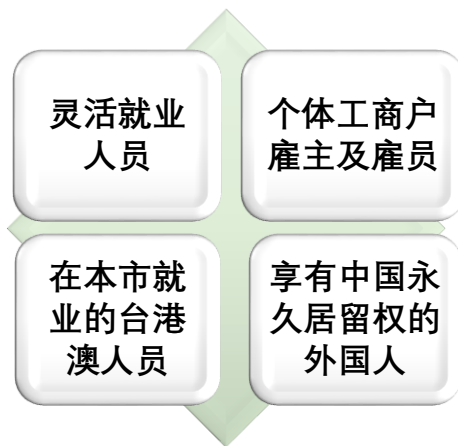 灵活就业
人员
个体工商户
雇主及雇员
在本市就
业的台港
澳人员
享有中国永
久居留权的
外国人